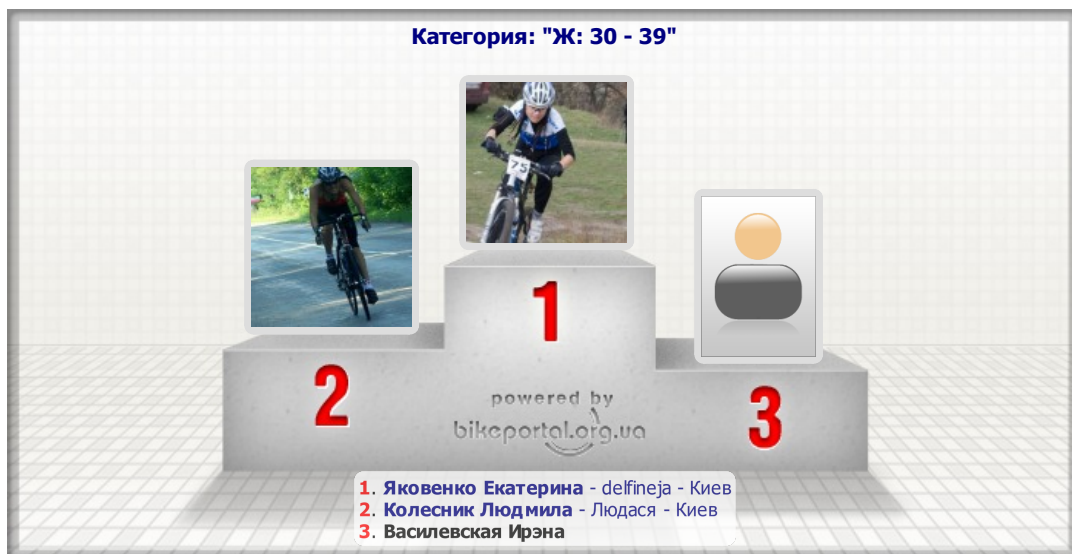 Категория: "Ж: 30 - 39"
75
1
2
3
powered by
bikeportal.org.ua
1. Яковенко Екатерина - delfineja - Киев
2. Колесник Людмила - Людася - Киев
3. Василевская Ирэна